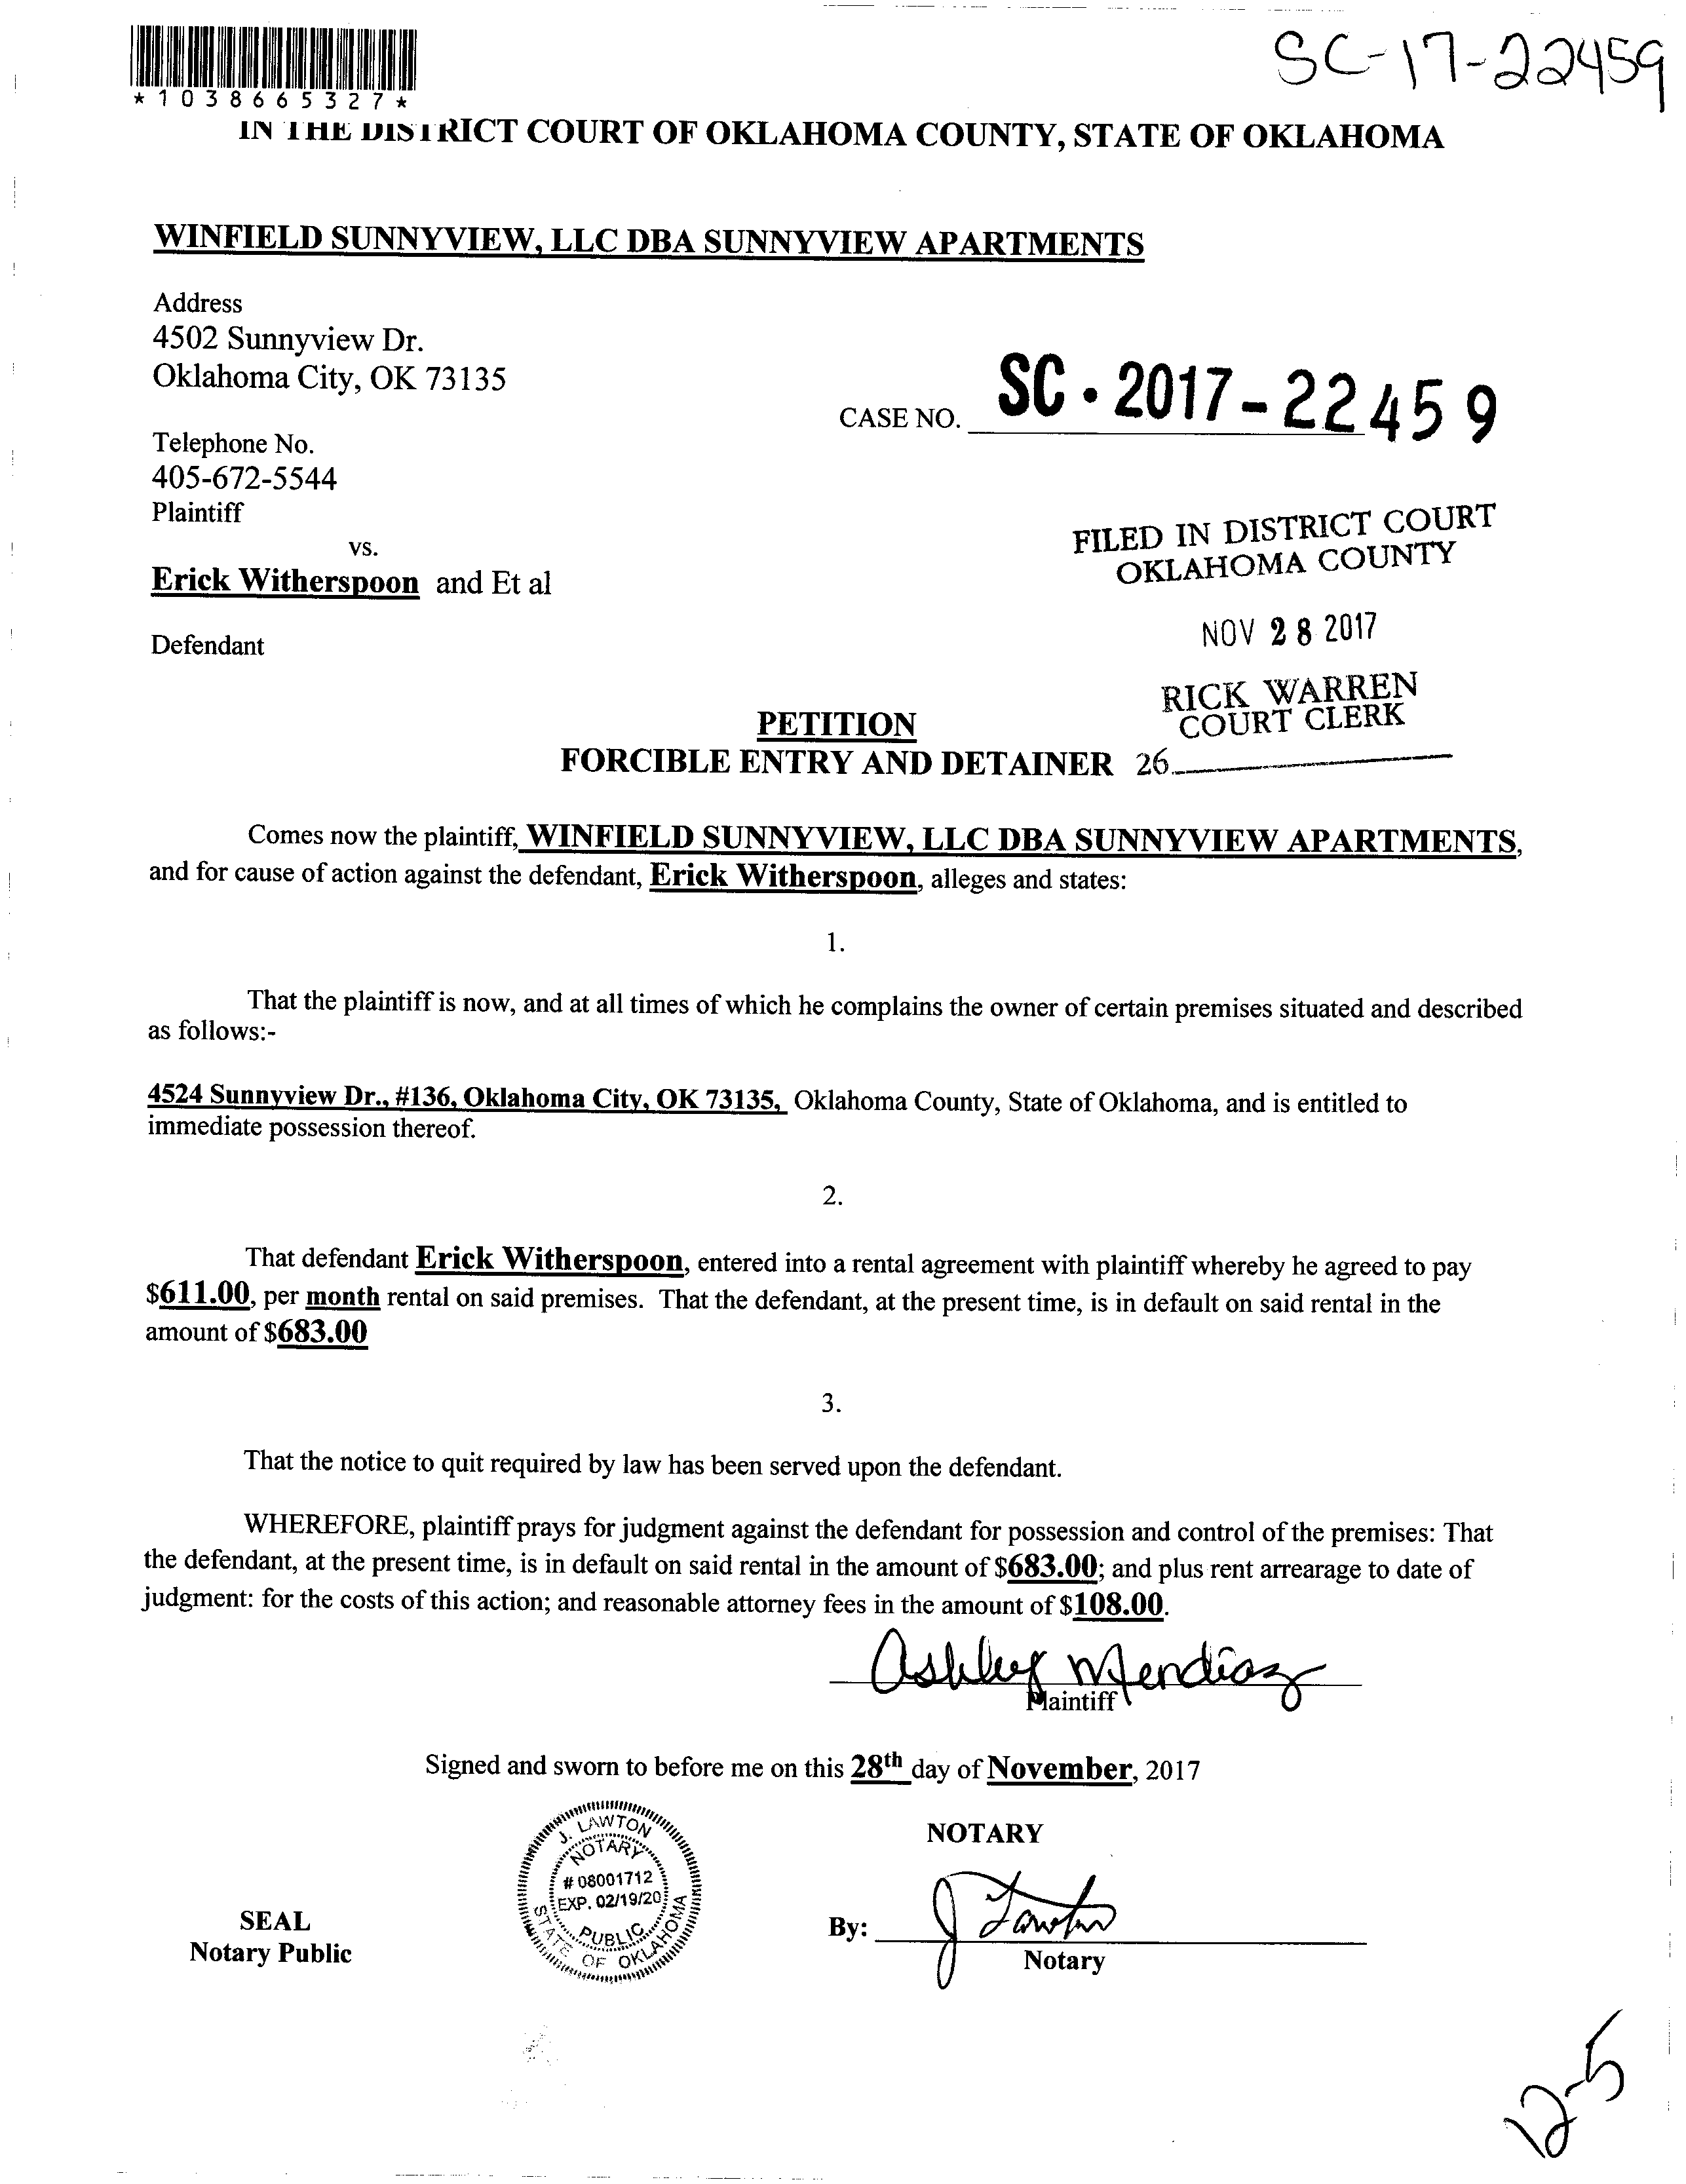 SC-17-22459
*1038665327*
IN THE DISTRICT COURT OF OKLAHOMA COUNTY, STATE OF OKLAHOMA
WINFIELD SUNNYVIEW, LLC DBA SUNNYVIEW APARTMENTS
Address
4502 Sunnyview Dr.
Oklahoma City, OK 73135
CASE NO. SC·2017-22459
Telephone No.
405-672-5544
Plaintiff
vs.
Erick Witherspoon and Et al
Defendant
FILED IN DISTRICT COURT
OKLAHOMA COUNTY
NOV 28 2017
RICK WARREN
COURT CLERK
26
PETITION
FORCIBLE ENTRY AND DETAINER
Comes now the plaintiff, WINFIELD SUNNYVIEW, LLC DBA SUNNYVIEW APARTMENTS,
and for cause of action against the defendant, Erick Witherspoon, alleges and states:
1.
That the plaintiff is now, and at all times of which he complains the owner of certain premises situated and described
as follows:-
4524 Sunnyview Dr., #136, Oklahoma City, OK 73135, Oklahoma County, State of Oklahoma, and is entitled to
immediate possession thereof.
2.
That defendant Erick Witherspoon, entered into a rental agreement with plaintiff whereby he agreed to pay
$611.00, per month rental on said premises. That the defendant, at the present time, is in default on said rental in the
amount of $683.00
3.
That the notice to quit required by law has been served upon the defendant.
WHEREFORE, plaintiff prays for judgment against the defendant for possession and control of the premises: That
the defendant, at the present time, is in default on said rental in the amount of $683.00; and plus rent arrearage to date of
judgment: for the costs of this action; and reasonable attorney fees in the amount of $108.00.
Ashley Mendiaz
Plaintiff
Signed and sworn to before me on this 28th day of November, 2017
J. LAWTON
NOTARY
# 08001712
EXP. 02/19/20
PUBLIC
STATE OF OKLAHOMA
NOTARY
SEAL
Notary Public
By: J Lawton
Notary
12-5